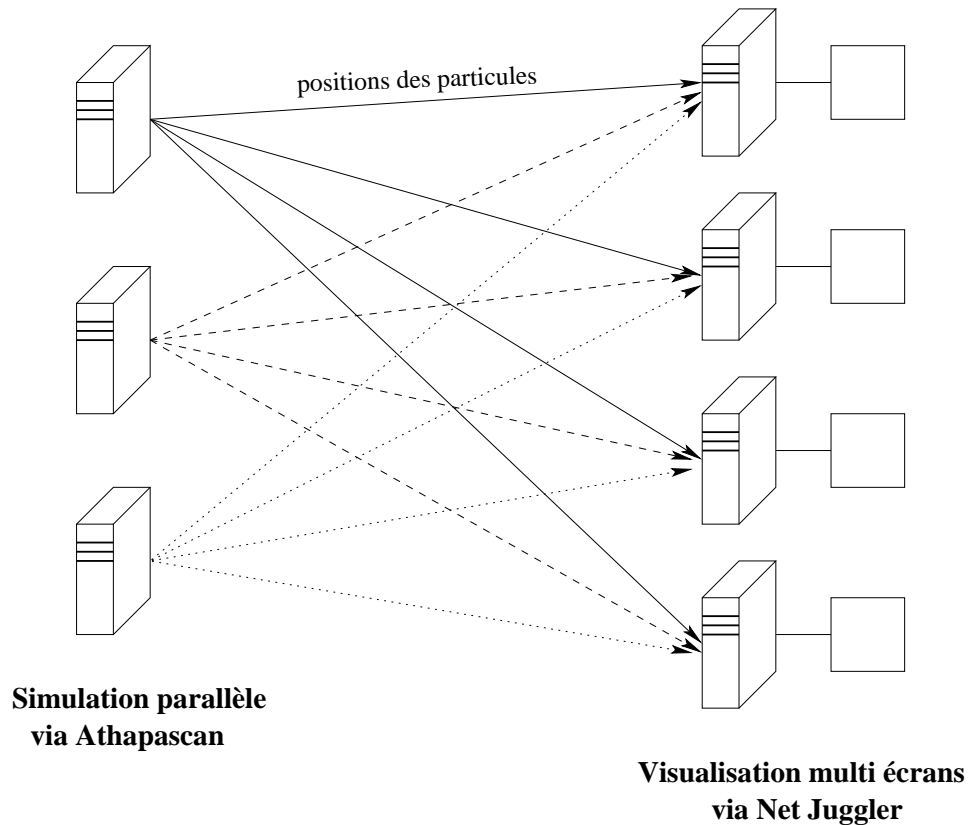 positions des particules
Simulation parallèle
via Athapascan
Visualisation multi écrans
via Net Juggler